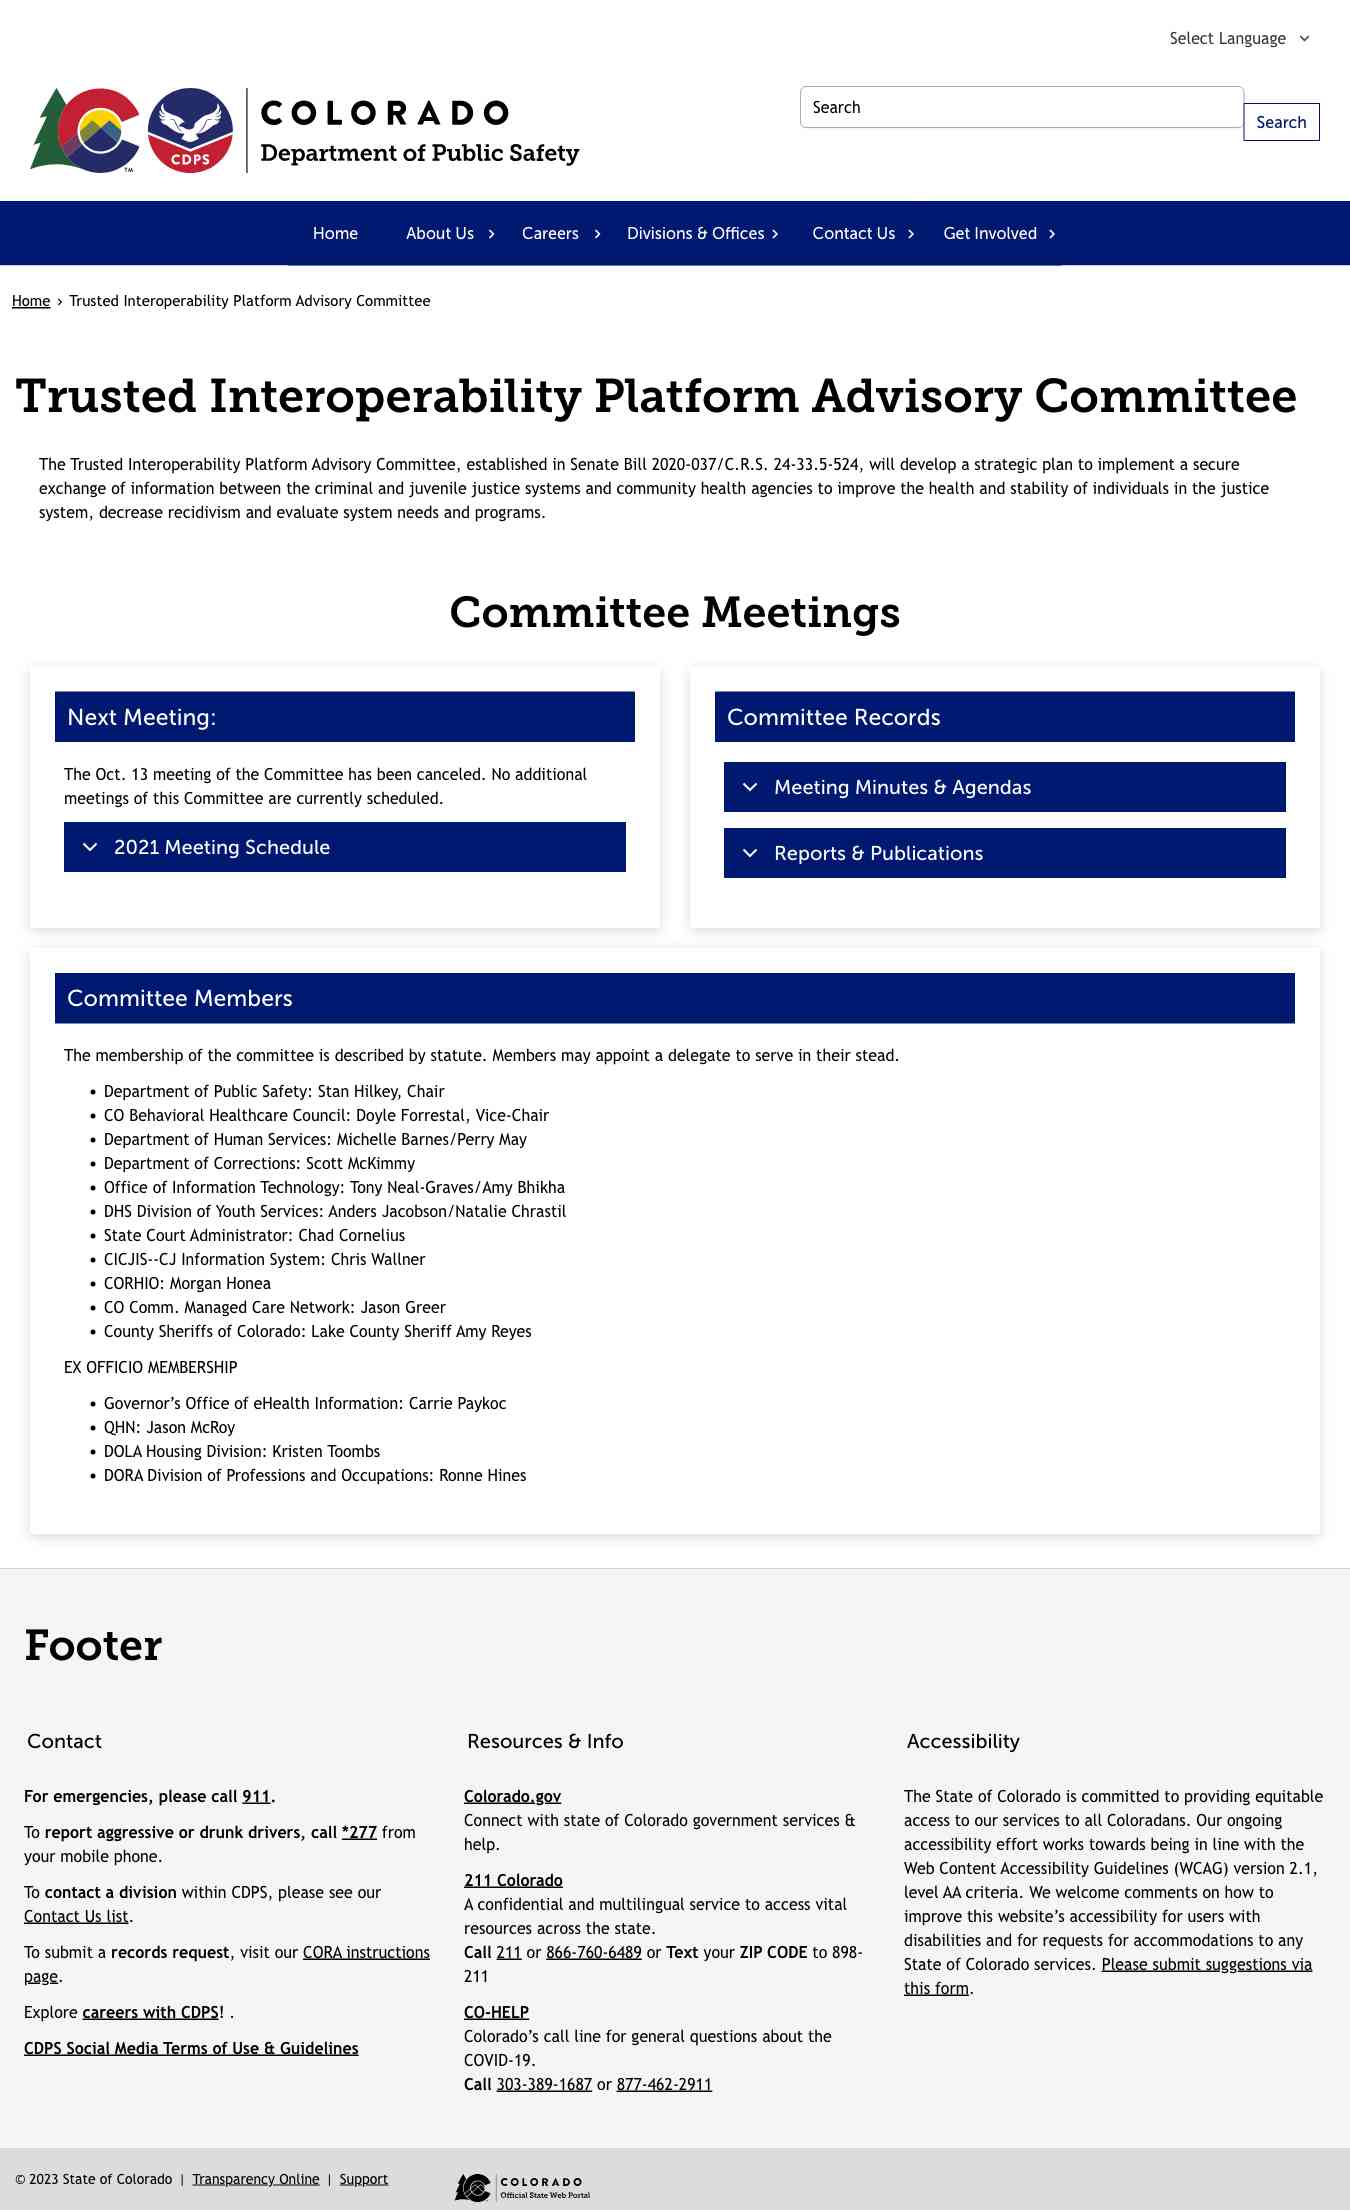 Select Language
COLORADO
Department of Public Safety
CDPS
TM
Search
Search
Home About Us Careers Divisions & Offices Contact Us Get Involved
Home › Trusted Interoperability Platform Advisory Committee
Trusted Interoperability Platform Advisory Committee
The Trusted Interoperability Platform Advisory Committee, established in Senate Bill 2020-037/C.R.S. 24-33.5-524, will develop a strategic plan to implement a secure
exchange of information between the criminal and juvenile justice systems and community health agencies to improve the health and stability of individuals in the justice
system, decrease recidivism and evaluate system needs and programs.
Committee Meetings
Next Meeting:
The Oct. 13 meeting of the Committee has been canceled. No additional
meetings of this Committee are currently scheduled.
2021 Meeting Schedule
Committee Records
Meeting Minutes & Agendas
Reports & Publications
Committee Members
The membership of the committee is described by statute. Members may appoint a delegate to serve in their stead.
• Department of Public Safety: Stan Hilkey, Chair
• CO Behavioral Healthcare Council: Doyle Forrestal, Vice-Chair
• Department of Human Services: Michelle Barnes/Perry May
• Department of Corrections: Scott McKimmy
• Office of Information Technology: Tony Neal-Graves/Amy Bhikha
• DHS Division of Youth Services: Anders Jacobson/Natalie Chrastil
• State Court Administrator: Chad Cornelius
• CICJIS--CJ Information System: Chris Wallner
• CORHIO: Morgan Honea
• CO Comm. Managed Care Network: Jason Greer
• County Sheriffs of Colorado: Lake County Sheriff Amy Reyes
EX OFFICIO MEMBERSHIP
• Governor’s Office of eHealth Information: Carrie Paykoc
• QHN: Jason McRoy
• DOLA Housing Division: Kristen Toombs
• DORA Division of Professions and Occupations: Ronne Hines
Footer
Contact
For emergencies, please call 911.
To report aggressive or drunk drivers, call *277 from
your mobile phone.
To contact a division within CDPS, please see our
Contact Us list.
To submit a records request, visit our CORA instructions
page.
Explore careers with CDPS! .
CDPS Social Media Terms of Use & Guidelines
Resources & Info
Colorado.gov
Connect with state of Colorado government services &
help.
211 Colorado
A confidential and multilingual service to access vital
resources across the state.
Call 211 or 866-760-6489 or Text your ZIP CODE to 898-
211
CO-HELP
Colorado’s call line for general questions about the
COVID-19.
Call 303-389-1687 or 877-462-2911
Accessibility
The State of Colorado is committed to providing equitable
access to our services to all Coloradans. Our ongoing
accessibility effort works towards being in line with the
Web Content Accessibility Guidelines (WCAG) version 2.1,
level AA criteria. We welcome comments on how to
improve this website’s accessibility for users with
disabilities and for requests for accommodations to any
State of Colorado services. Please submit suggestions via
this form.
© 2023 State of Colorado | Transparency Online | Support
COLORADO
Official State Web Portal